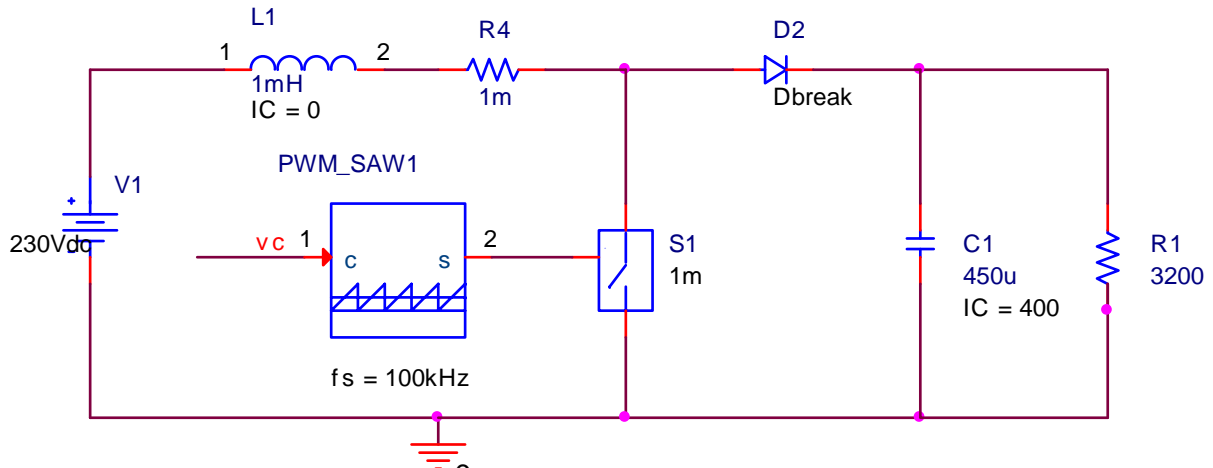 L1
1
2
1mH
IC = 0
R4
1m
D2
Dbreak
PWM_SAW1
V1
230Vdc
vc
1
c
s
2
S1
1m
C1
450u
IC = 400
R1
3200
fs = 100kHz